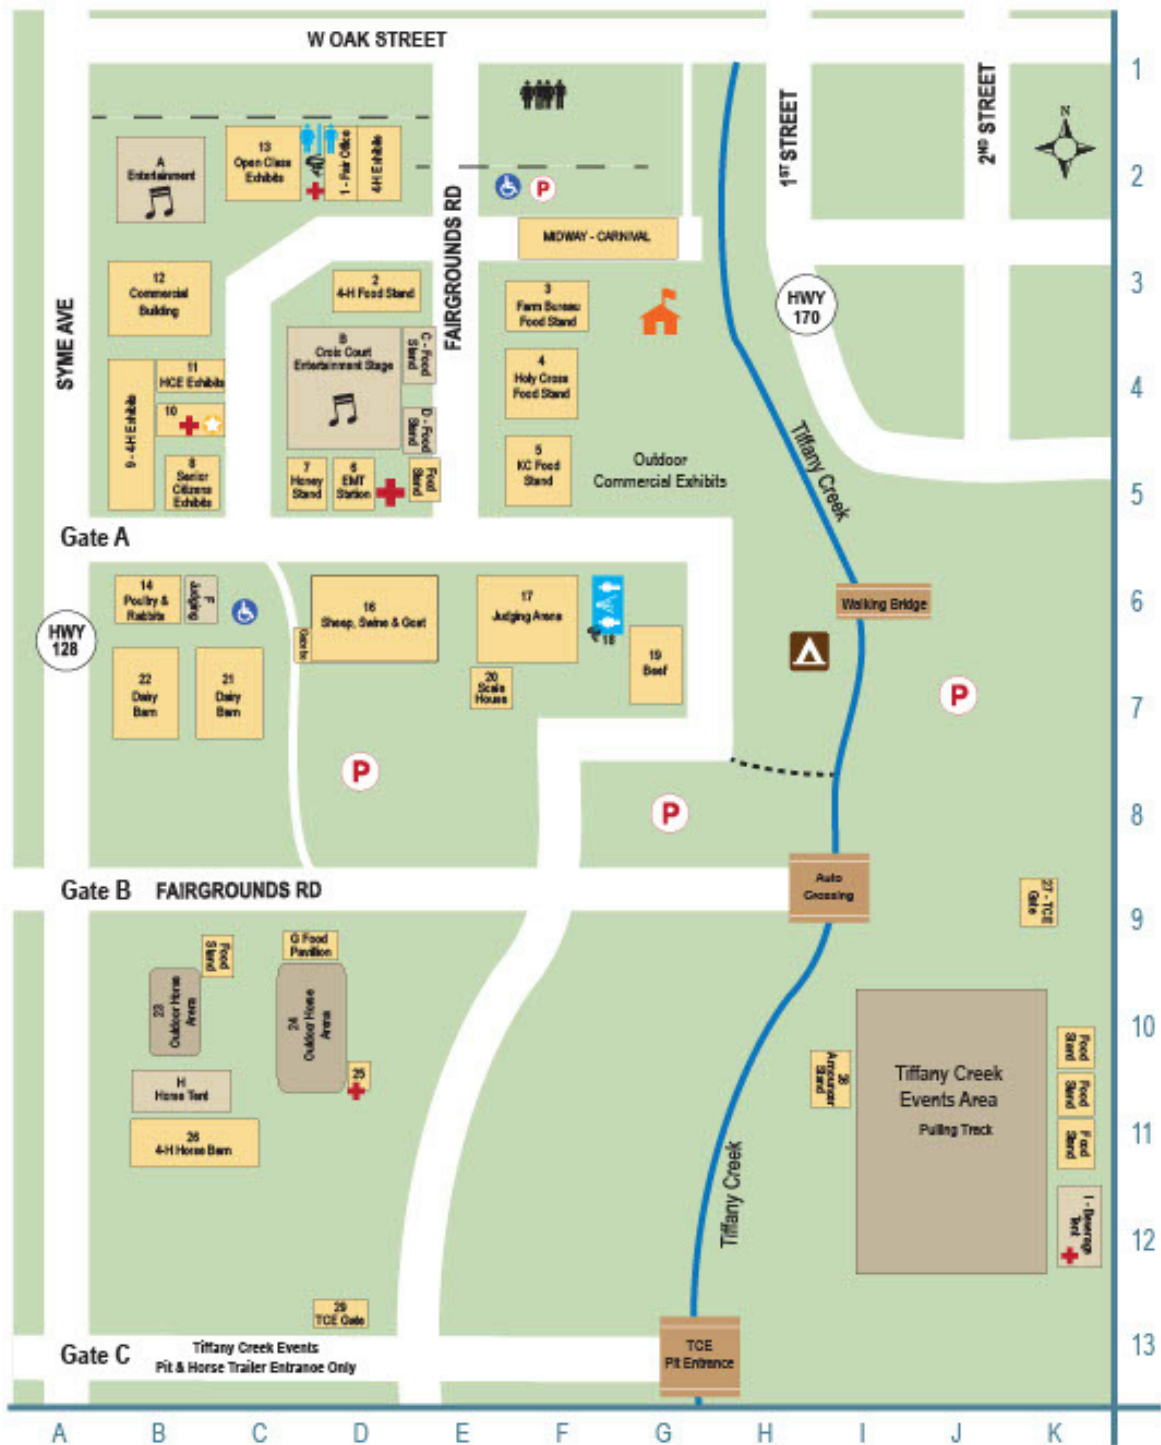 W OAK STREET
1
1ST STREET
2ND STREET
N
A
Entertainment
13
Open Class
Exhibits
1 - Fair Office
4-H Exhibits
2
P
FAIRGROUNDS RD
MIDWAY - CARNIVAL
SYME AVE
12
Commercial
Building
2
4-H Food Stand
3
Farm Bureau
Food Stand
HWY
170
3
B
Croix Court
Entertainment Stage
C - Food
Stand
4
Holy Cross
Food Stand
4
9 - 4-H Exhibits
11
HCE Exhibits
10
D - Food
Stand
8
Senior
Citizens
Exhibits
7
Honey
Stand
6
EMT
Station
Food
Stand
5
KC Food
Stand
Outdoor
Commercial Exhibits
Tiffany Creek
5
Gate A
14
Poultry &
Rabbits
F
Judging
16
Sheep, Swine & Goat
17
Judging Arena
18
Walking Bridge
6
HWY
128
Gazebo
19
Beef
22
Dairy
Barn
21
Dairy
Barn
20
Scale
House
P
7
P
P
8
Gate B
FAIRGROUNDS RD
Auto
Crossing
27 - TCE
Gate
9
Food
Stand
G Food
Pavilion
23
Outdoor Horse
Arena
24
Outdoor Horse
Arena
25
Announcer
Stand
Tiffany Creek
Events Area
Pulling Track
Food
Stand
10
H
Horse Tent
Food
Stand
26
4-H Horse Barn
Food
Stand
11
Tiffany Creek
I - Beverage
Tent
12
29
TCE Gate
Gate C
Tiffany Creek Events
Pit & Horse Trailer Entrance Only
TCE
Pit Entrance
13
A B C D E F G H I J K